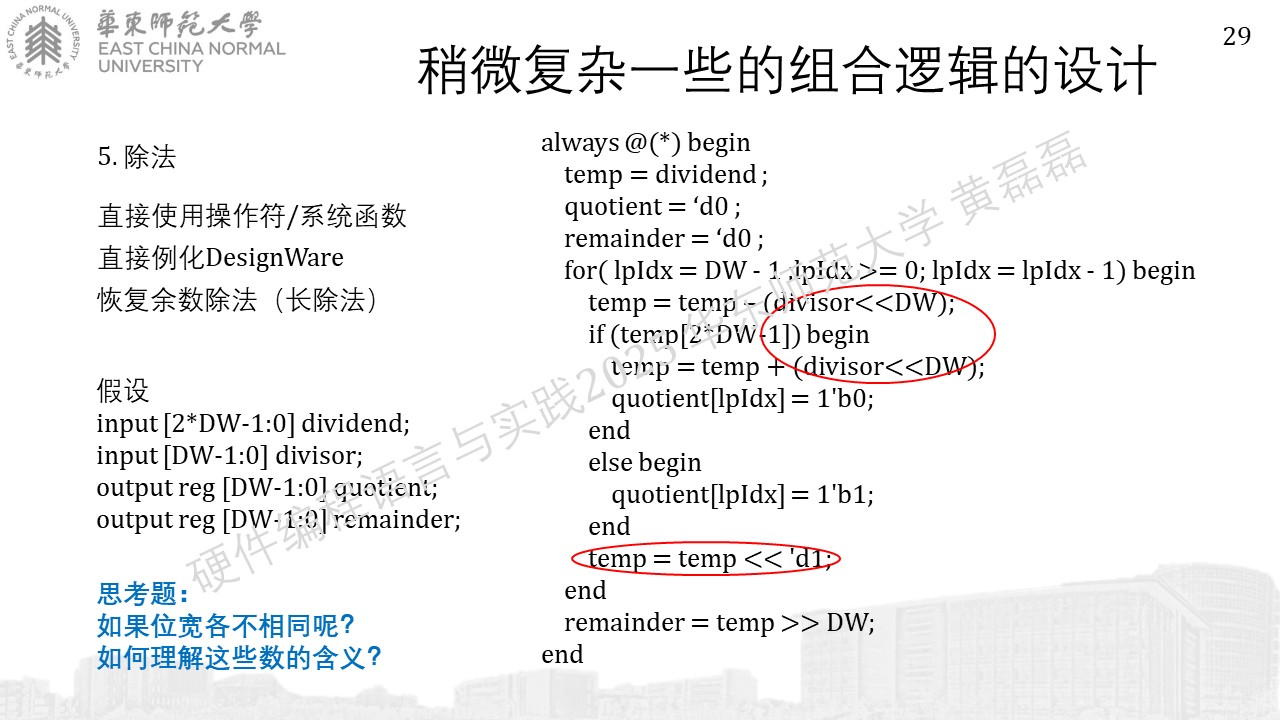 華東師範大學
EAST CHINA NORMAL
UNIVERSITY
EAST CHINA NORMAL UNIVERSITY
華東師範大學
29
稍微复杂一些的组合逻辑的设计
5. 除法
直接使用操作符/系统函数
直接例化DesignWare
恢复余数除法（长除法）
假设
input [2*DW-1:0] dividend;
input [DW-1:0] divisor;
output reg [DW-1:0] quotient;
output reg [DW-1:0] remainder;
思考题：
如果位宽各不相同呢？
如何理解这些数的含义？
always @(*) begin
temp = dividend ;
quotient = ‘d0 ;
remainder = ‘d0 ;
for( lpIdx = DW - 1 ;lpIdx >= 0; lpIdx = lpIdx - 1) begin
temp = temp – (divisor<<DW);
if (temp[2*DW-1]) begin
temp = temp + (divisor<<DW);
quotient[lpIdx] = 1'b0;
end
else begin
quotient[lpIdx] = 1'b1;
end
temp = temp << 'd1;
end
remainder = temp >> DW;
end
硬件编程语言与实践2025 华东师范大学 黄磊磊